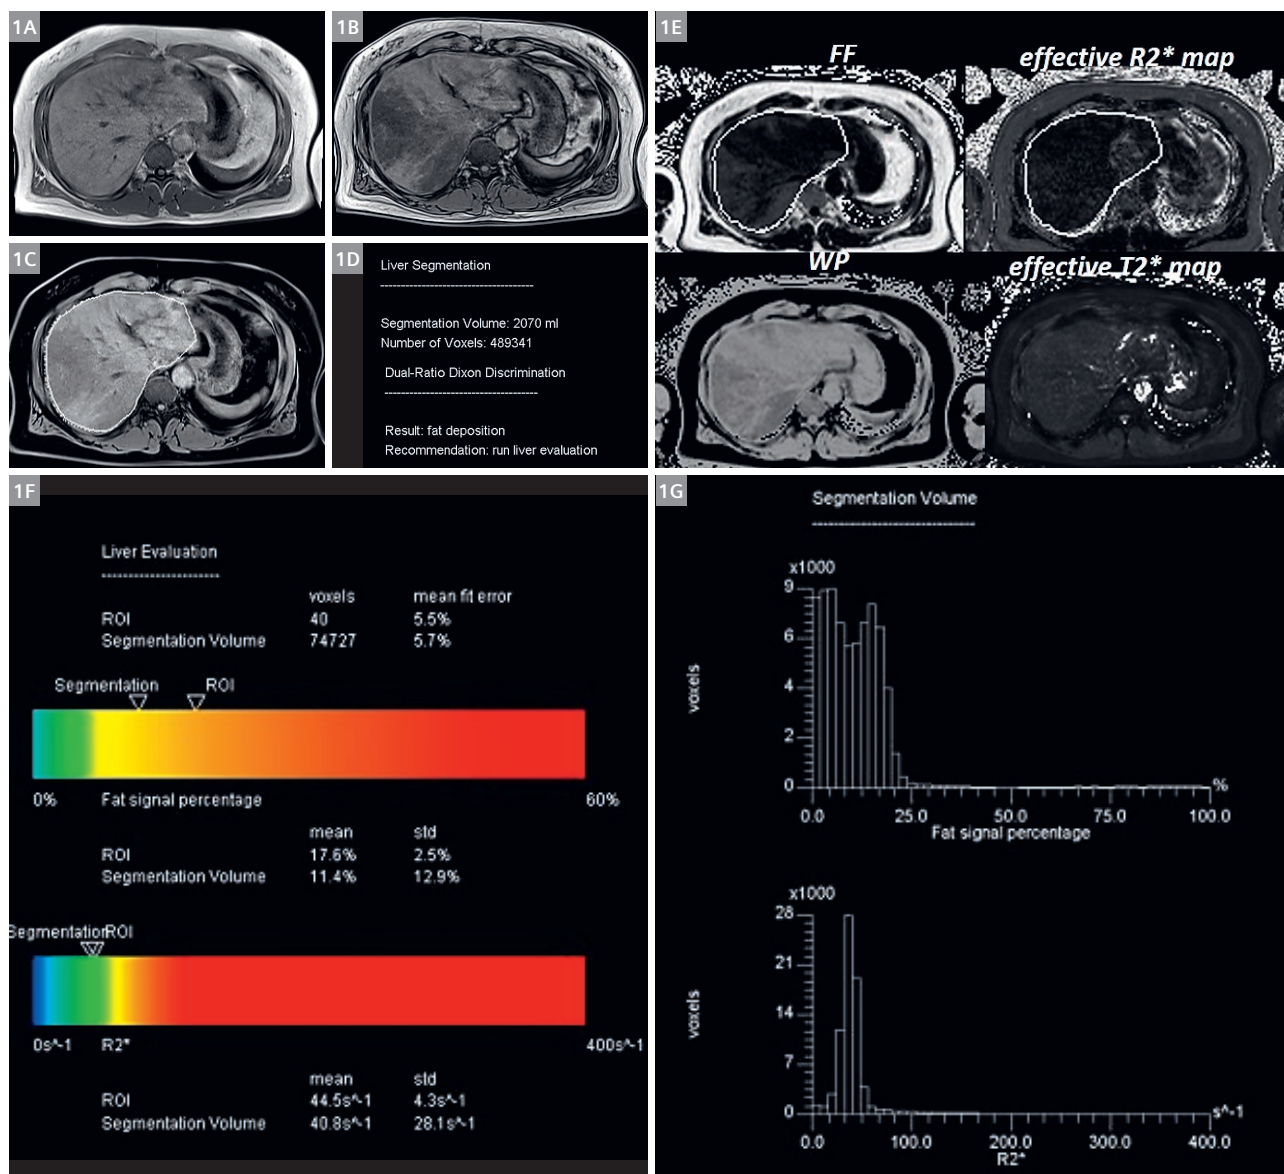 1A
1B
1C
1D
Liver Segmentation
Segmentation Volume: 2070 ml
Number of Voxels: 489341
Dual-Ratio Dixon Discrimination
Result: fat deposition
Recommendation: run liver evaluation
1E
FF
effective R2* map
WP
effective T2* map
1F
Liver Evaluation
voxels mean fit error
ROI 40 5.5%
Segmentation Volume 74727 5.7%
Segmentation ROI
0% Fat signal percentage 60%
mean std
ROI 17.6% 2.5%
Segmentation Volume 11.4% 12.9%
SegmentationROI
0s^-1 R2* 400s^-1
mean std
ROI 44.5s^-1 4.3s^-1
Segmentation Volume 40.8s^-1 28.1s^-1
1G
Segmentation Volume
x1000
9
6
4
2
0
voxels
%
0.0 25.0 50.0 75.0 100.0
Fat signal percentage
x1000
28
21
14
7
0
voxels
s^-1
0.0 100.0 200.0 300.0 400.0
R2*